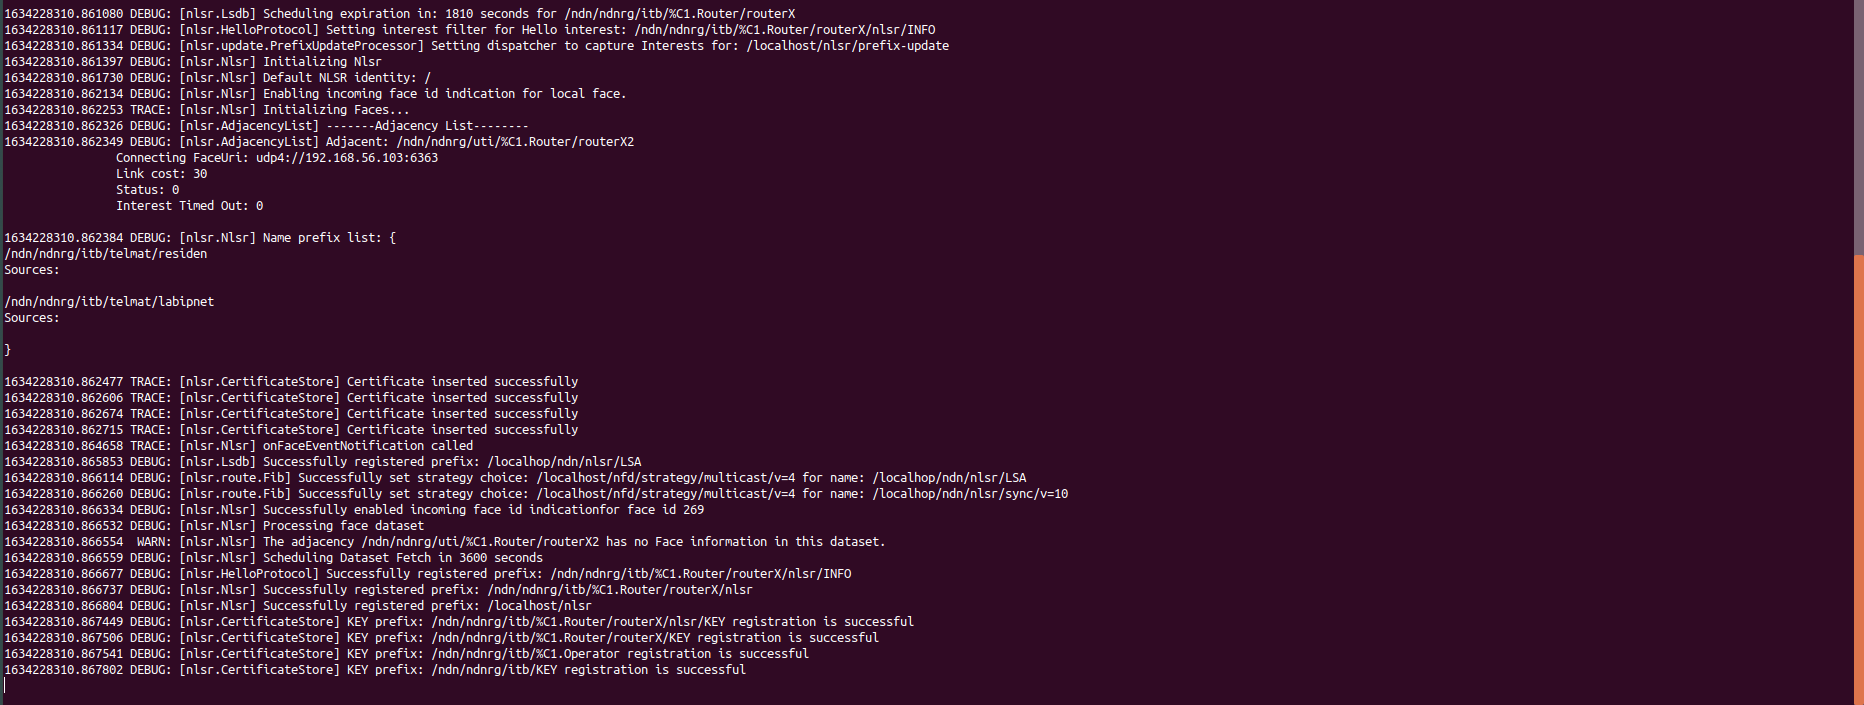 1634228310.861080 DEBUG: [nlsr.Lsdb] Scheduling expiration in: 1810 seconds for /ndn/ndnrg/itb/%C1.Router/routerX
1634228310.861117 DEBUG: [nlsr.HelloProtocol] Setting interest filter for Hello interest: /ndn/ndnrg/itb/%C1.Router/routerX/nlsr/INFO
1634228310.861334 DEBUG: [nlsr.update.PrefixUpdateProcessor] Setting dispatcher to capture Interests for: /localhost/nlsr/prefix-update
1634228310.861397 DEBUG: [nlsr.Nlsr] Initializing Nlsr
1634228310.861730 DEBUG: [nlsr.Nlsr] Default NLSR identity: /
1634228310.862134 DEBUG: [nlsr.Nlsr] Enabling incoming face id indication for local face.
1634228310.862253 TRACE: [nlsr.Nlsr] Initializing Faces...
1634228310.862326 DEBUG: [nlsr.AdjacencyList] -------Adjacency List--------
1634228310.862349 DEBUG: [nlsr.AdjacencyList] Adjacent: /ndn/ndnrg/uti/%C1.Router/routerX2
Connecting FaceUri: udp4://192.168.56.103:6363
Link cost: 30
Status: 0
Interest Timed Out: 0
1634228310.862384 DEBUG: [nlsr.Nlsr] Name prefix list: {
/ndn/ndnrg/itb/telmat/residen
Sources:
/ndn/ndnrg/itb/telmat/labipnet
Sources:
}
1634228310.862477 TRACE: [nlsr.CertificateStore] Certificate inserted successfully
1634228310.862606 TRACE: [nlsr.CertificateStore] Certificate inserted successfully
1634228310.862674 TRACE: [nlsr.CertificateStore] Certificate inserted successfully
1634228310.862715 TRACE: [nlsr.CertificateStore] Certificate inserted successfully
1634228310.864658 TRACE: [nlsr.Nlsr] onFaceEventNotification called
1634228310.865853 DEBUG: [nlsr.Lsdb] Successfully registered prefix: /localhop/ndn/nlsr/LSA
1634228310.866114 DEBUG: [nlsr.route.Fib] Successfully set strategy choice: /localhost/nfd/strategy/multicast/v=4 for name: /localhop/ndn/nlsr/LSA
1634228310.866260 DEBUG: [nlsr.route.Fib] Successfully set strategy choice: /localhost/nfd/strategy/multicast/v=4 for name: /localhop/ndn/nlsr/sync/v=10
1634228310.866334 DEBUG: [nlsr.Nlsr] Successfully enabled incoming face id indicationfor face id 269
1634228310.866532 DEBUG: [nlsr.Nlsr] Processing face dataset
1634228310.866554  WARN: [nlsr.Nlsr] The adjacency /ndn/ndnrg/uti/%C1.Router/routerX2 has no Face information in this dataset.
1634228310.866559 DEBUG: [nlsr.Nlsr] Scheduling Dataset Fetch in 3600 seconds
1634228310.866677 DEBUG: [nlsr.HelloProtocol] Successfully registered prefix: /ndn/ndnrg/itb/%C1.Router/routerX/nlsr/INFO
1634228310.866737 DEBUG: [nlsr.Nlsr] Successfully registered prefix: /ndn/ndnrg/itb/%C1.Router/routerX/nlsr
1634228310.866804 DEBUG: [nlsr.Nlsr] Successfully registered prefix: /localhost/nlsr
1634228310.867449 DEBUG: [nlsr.CertificateStore] KEY prefix: /ndn/ndnrg/itb/%C1.Router/routerX/nlsr/KEY registration is successful
1634228310.867506 DEBUG: [nlsr.CertificateStore] KEY prefix: /ndn/ndnrg/itb/%C1.Router/routerX/KEY registration is successful
1634228310.867541 DEBUG: [nlsr.CertificateStore] KEY prefix: /ndn/ndnrg/itb/%C1.Operator registration is successful
1634228310.867802 DEBUG: [nlsr.CertificateStore] KEY prefix: /ndn/ndnrg/itb/KEY registration is successful